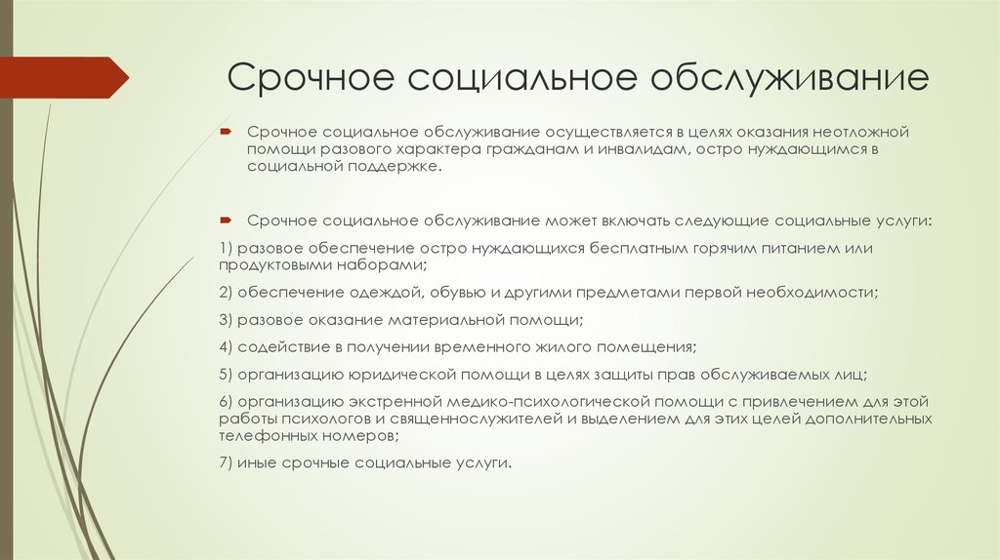 Срочное социальное обслуживание
Срочное социальное обслуживание осуществляется в целях оказания неотложной
помощи разового характера гражданам и инвалидам, остро нуждающимся в
социальной поддержке.
Срочное социальное обслуживание может включать следующие социальные услуги:
1) разовое обеспечение остро нуждающихся бесплатным горячим питанием или
продуктовыми наборами;
2) обеспечение одеждой, обувью и другими предметами первой необходимости;
3) разовое оказание материальной помощи;
4) содействие в получении временного жилого помещения;
5) организацию юридической помощи в целях защиты прав обслуживаемых лиц;
6) организацию экстренной медико-психологической помощи с привлечением для этой
работы психологов и священнослужителей и выделением для этих целей дополнительных
телефонных номеров;
7) иные срочные социальные услуги.